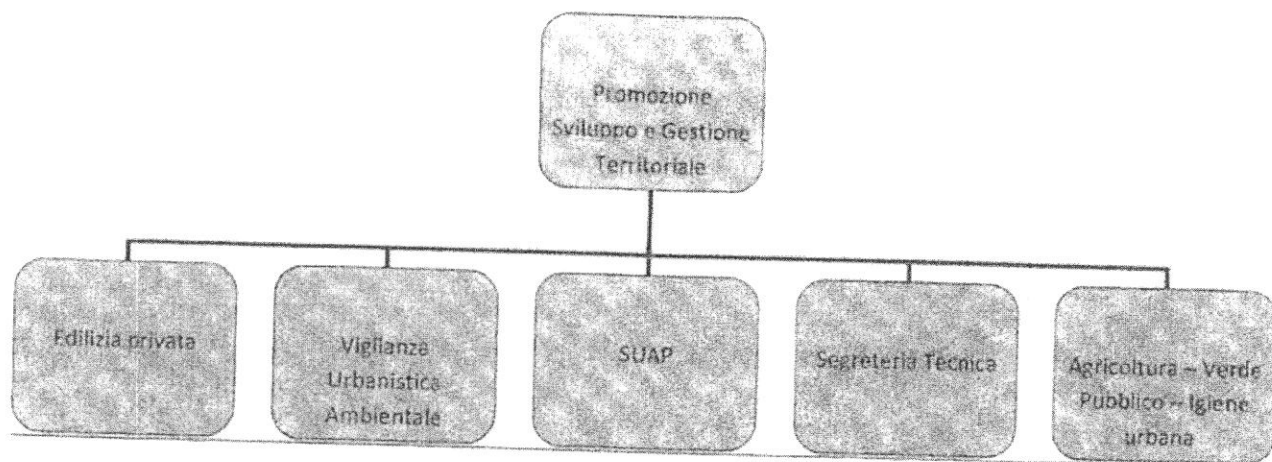 Promozione
Sviluppo e Gestione
Territoriale
Edilizia privata
Vigilanza
Urbanistica
Ambientale
SUAP
Segreteria Tecnica
Agricoltura – Verde
Pubblico – Igiene
urbana